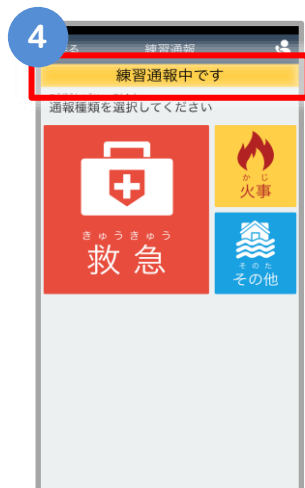 4
練習通報
練習通報中です
通報種類を選択してください
きゅうきゅう
救急
かじ
火事
そのた
その他